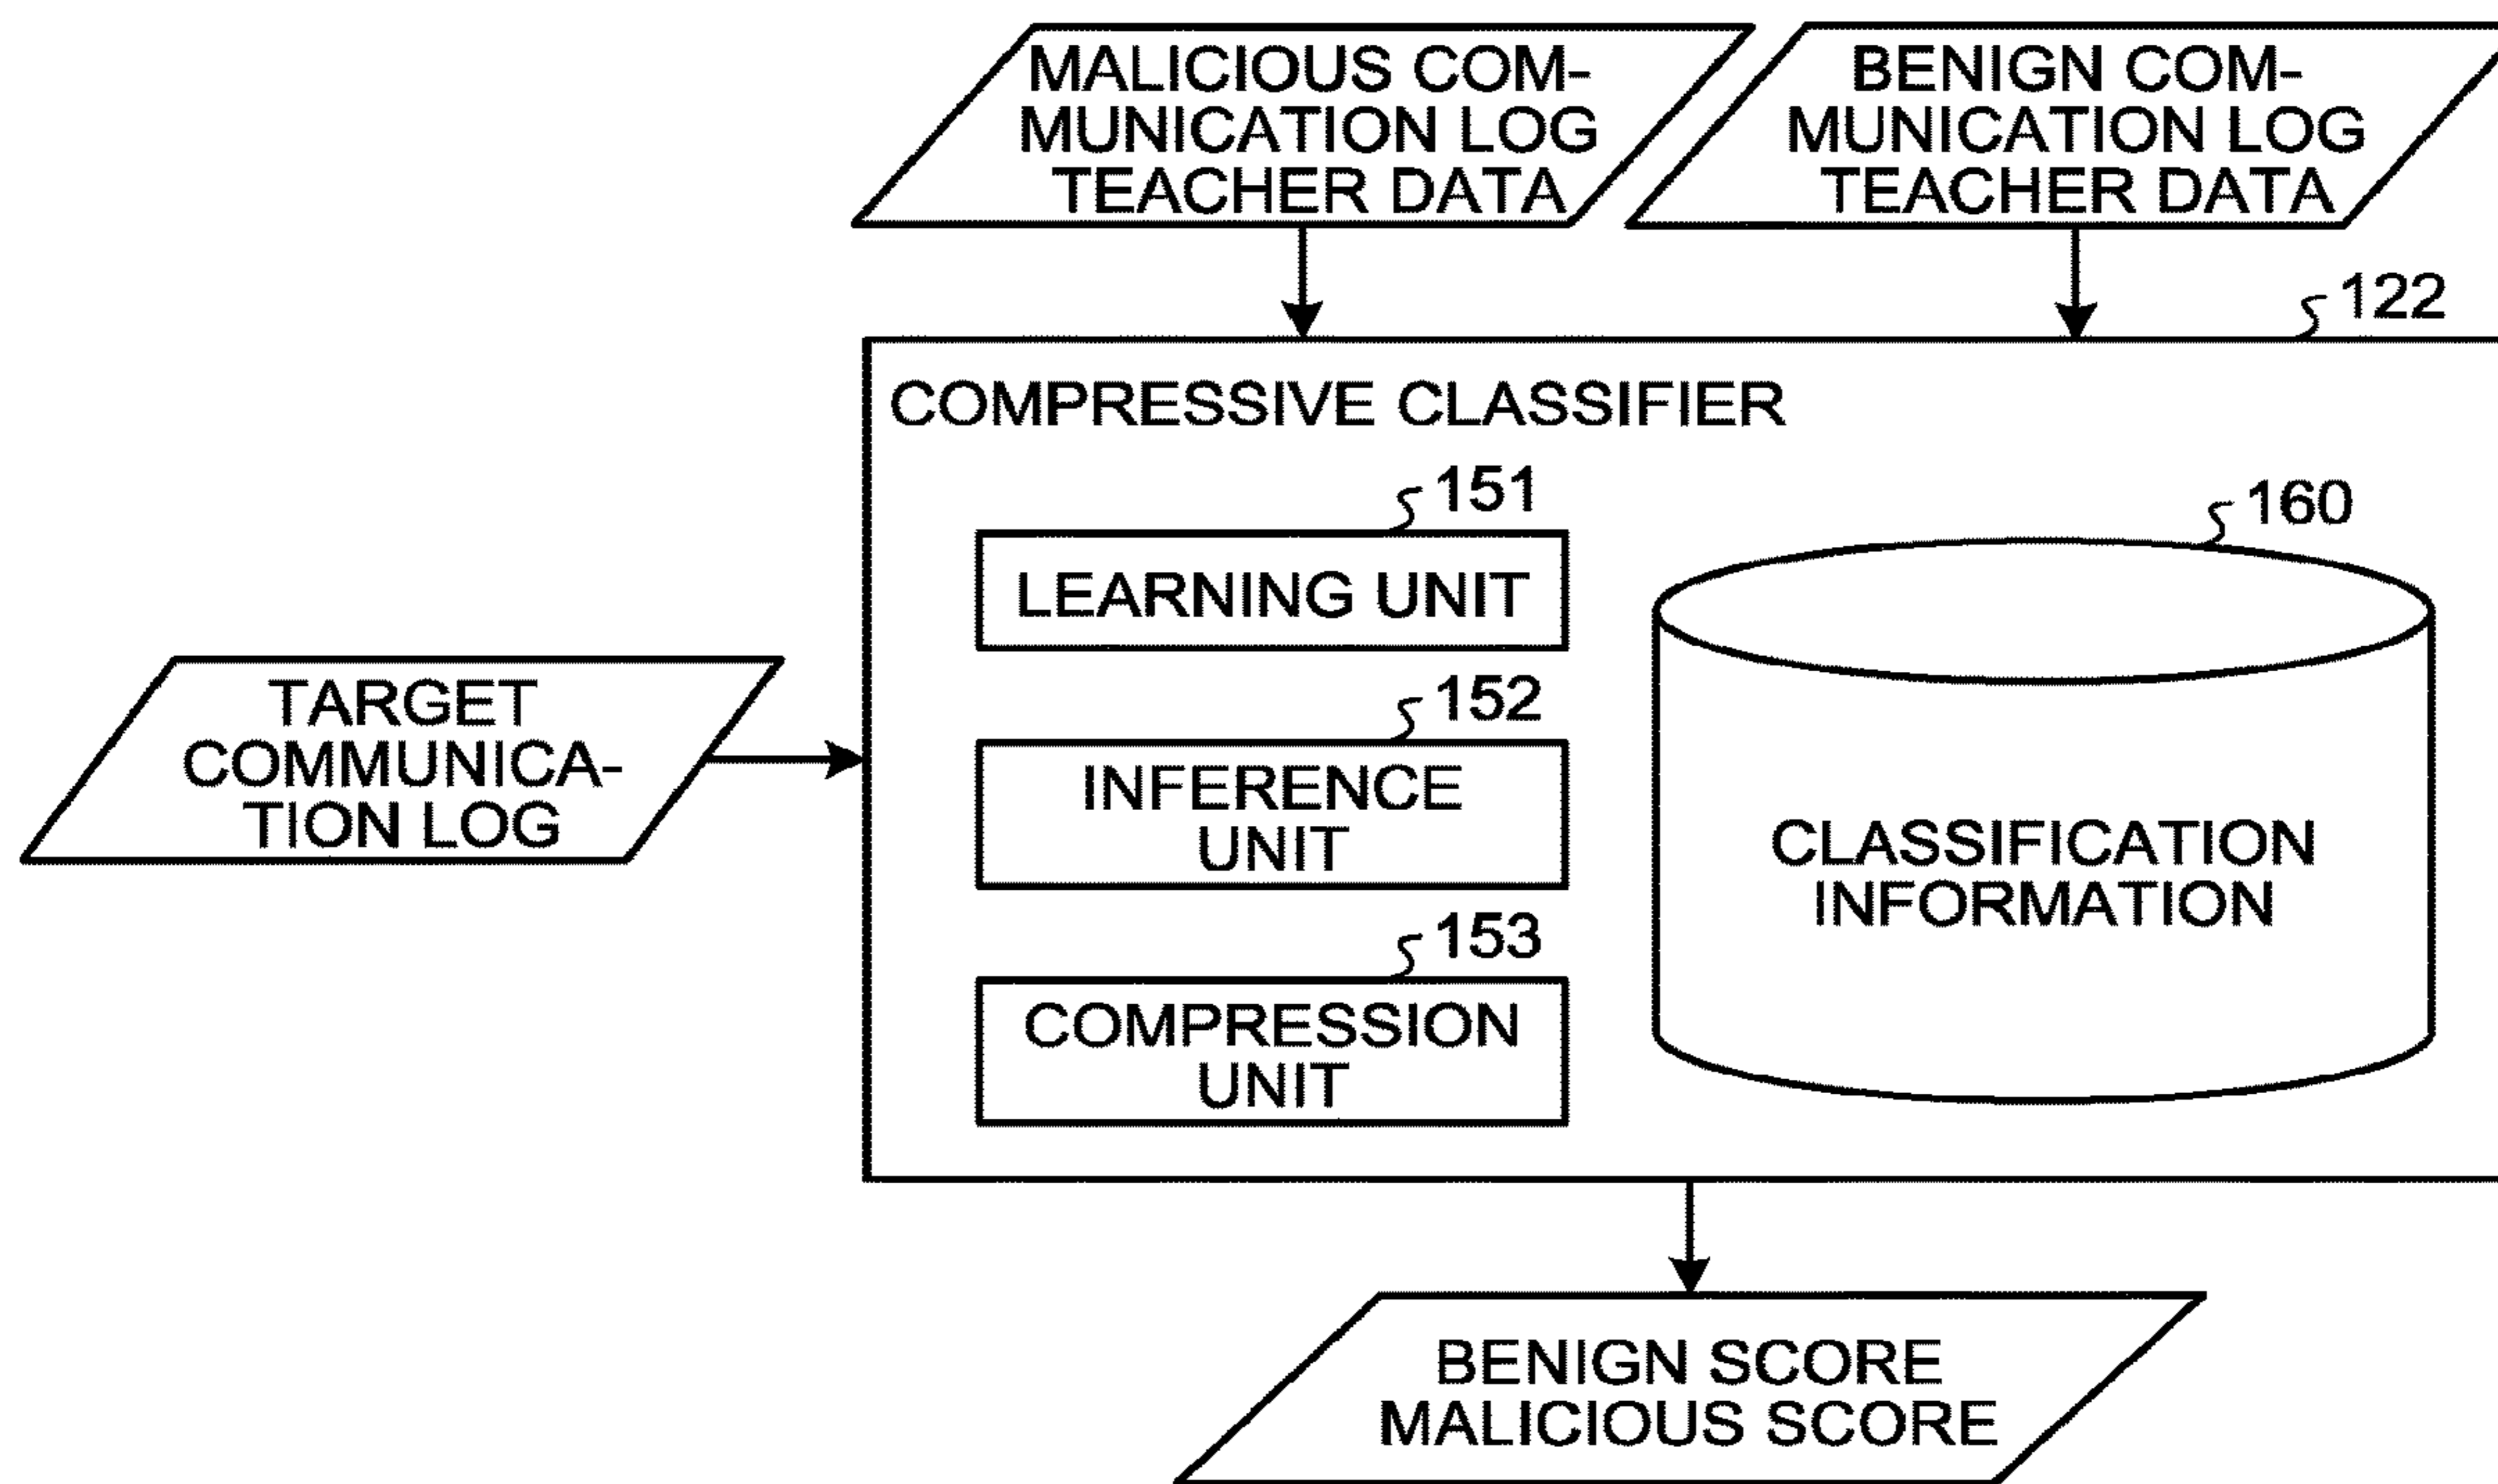 MALICIOUS COM-
MUNICATION LOG
TEACHER DATA
BENIGN COM-
MUNICATION LOG
TEACHER DATA
122
COMPRESSIVE CLASSIFIER
151
LEARNING UNIT
160
TARGET
COMMUNICA-
TION LOG
152
INFERENCE
UNIT
CLASSIFICATION
INFORMATION
153
COMPRESSION
UNIT
BENIGN SCORE
MALICIOUS SCORE